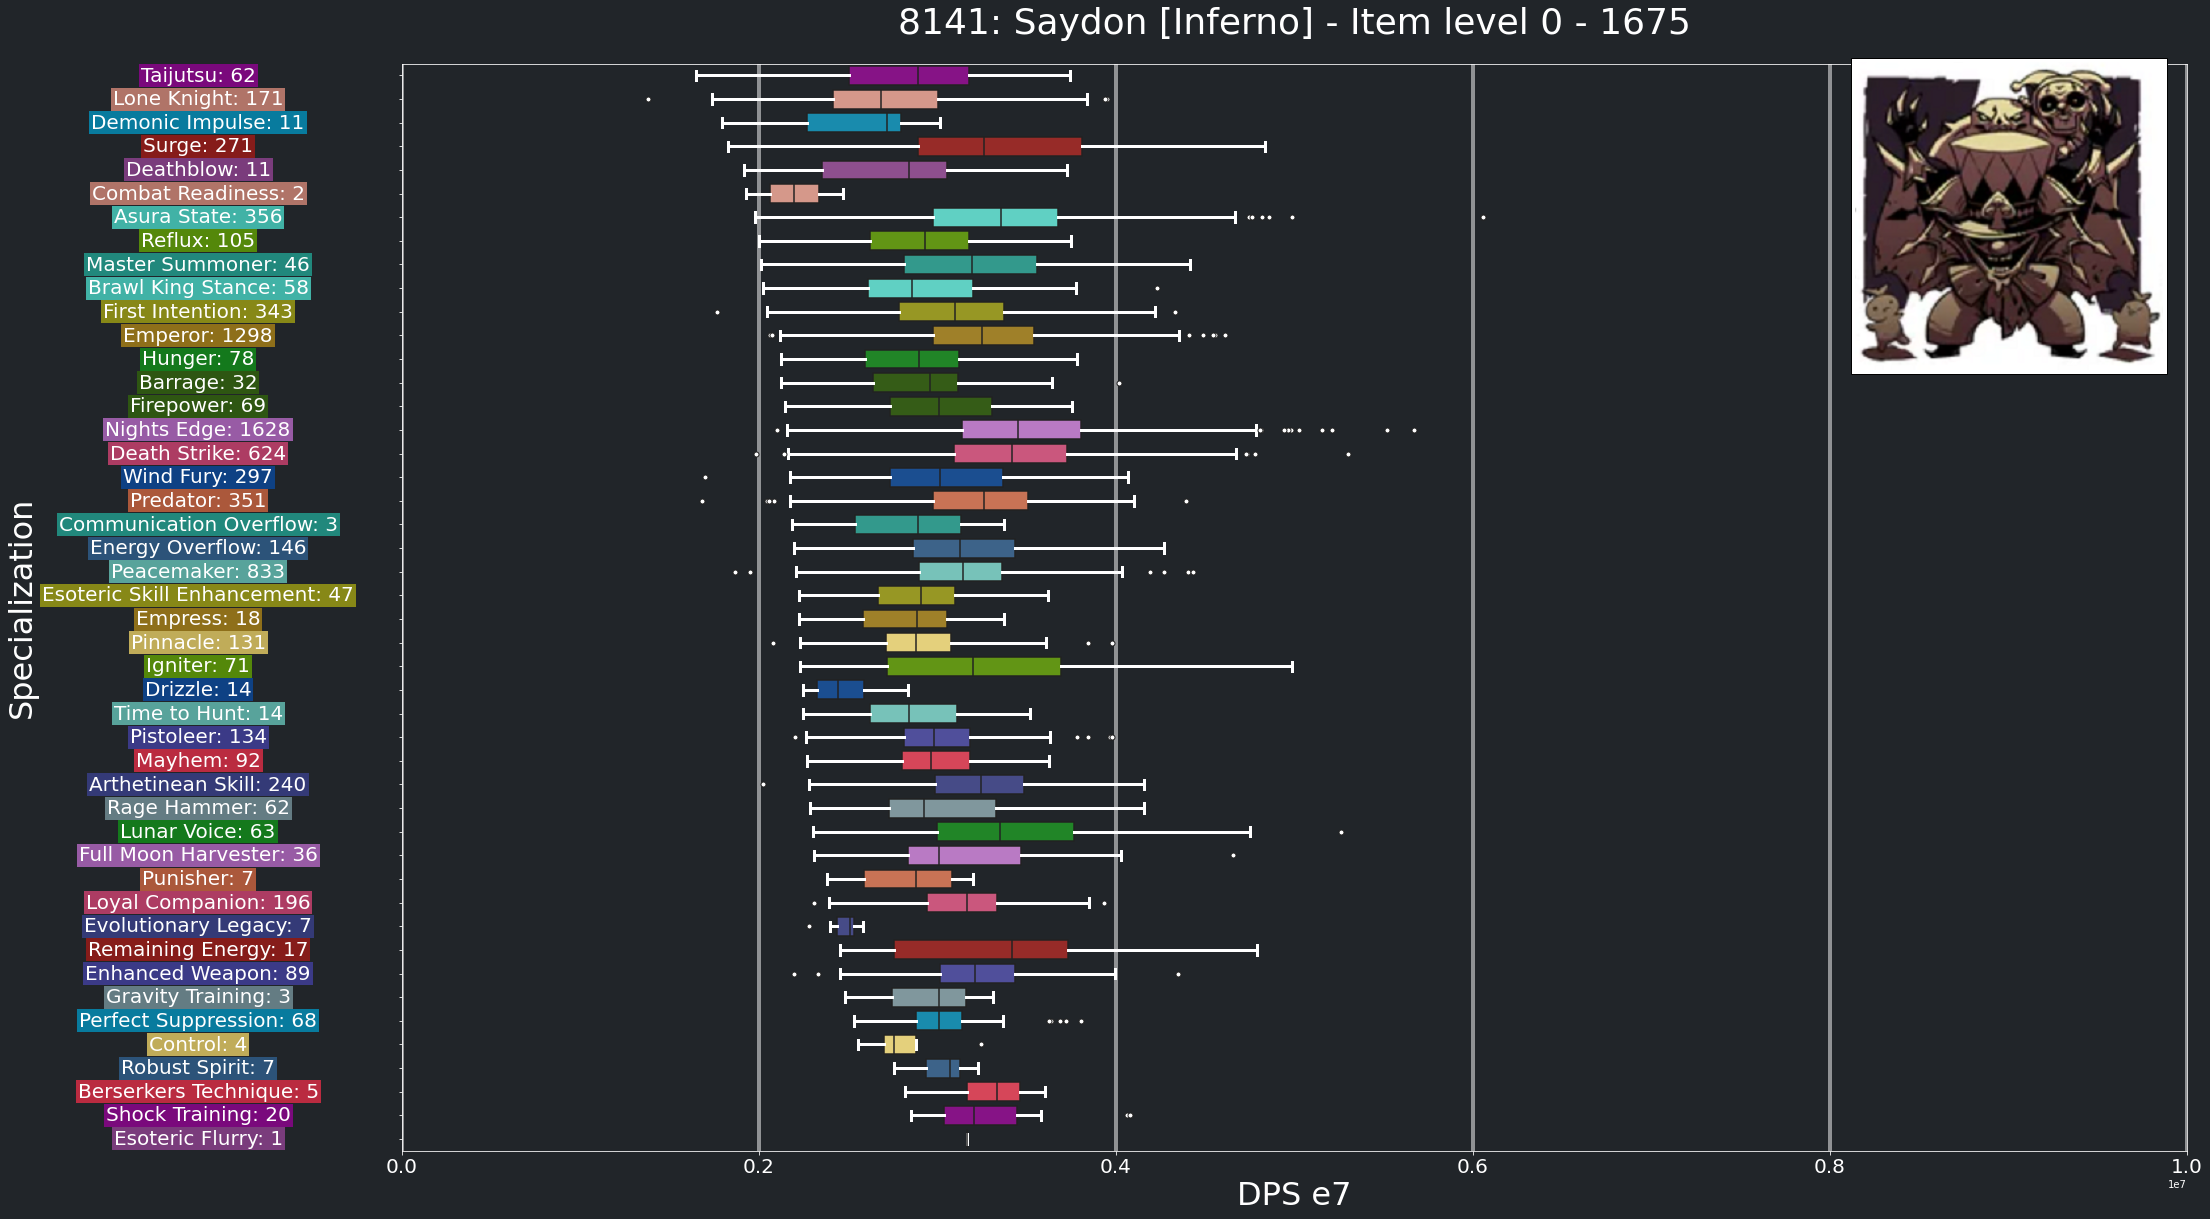 8141: Saydon [Inferno] - Item level 0 - 1675
Specialization
Taijutsu: 62
Lone Knight: 171
Demonic Impulse: 11
Surge: 271
Deathblow: 11
Combat Readiness: 2
Asura State: 356
Reflux: 105
Master Summoner: 46
Brawl King Stance: 58
First Intention: 343
Emperor: 1298
Hunger: 78
Barrage: 32
Firepower: 69
Nights Edge: 1628
Death Strike: 624
Wind Fury: 297
Predator: 351
Communication Overflow: 3
Energy Overflow: 146
Peacemaker: 833
Esoteric Skill Enhancement: 47
Empress: 18
Pinnacle: 131
Igniter: 71
Drizzle: 14
Time to Hunt: 14
Pistoleer: 134
Mayhem: 92
Arthetinean Skill: 240
Rage Hammer: 62
Lunar Voice: 63
Full Moon Harvester: 36
Punisher: 7
Loyal Companion: 196
Evolutionary Legacy: 7
Remaining Energy: 17
Enhanced Weapon: 89
Gravity Training: 3
Perfect Suppression: 68
Control: 4
Robust Spirit: 7
Berserkers Technique: 5
Shock Training: 20
Esoteric Flurry: 1
0.0 0.2 0.4 0.6 0.8 1.0
1e7
DPS e7